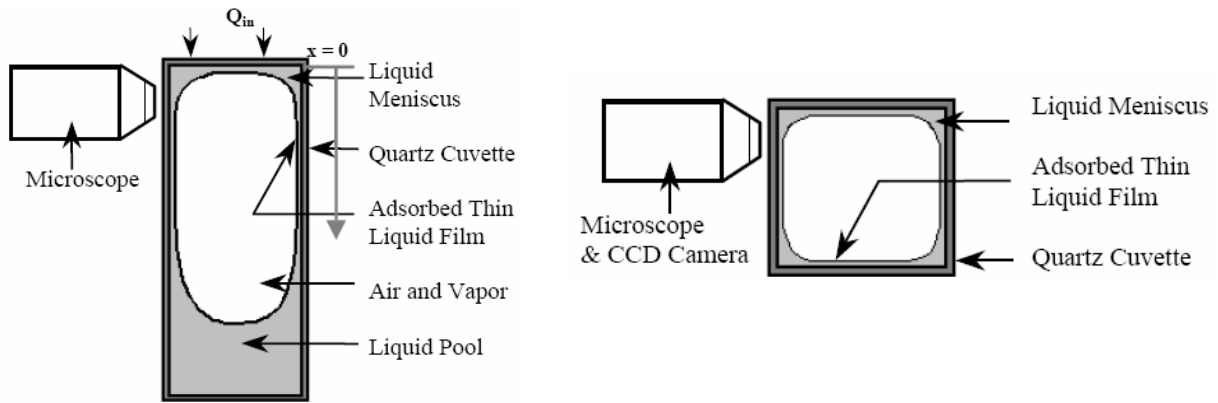 Q_in
x = 0
Liquid
Meniscus
Quartz Cuvette
Microscope
Adsorbed Thin
Liquid Film
Air and Vapor
Liquid Pool
Liquid Meniscus
Adsorbed Thin
Liquid Film
Microscope
& CCD Camera
Quartz Cuvette